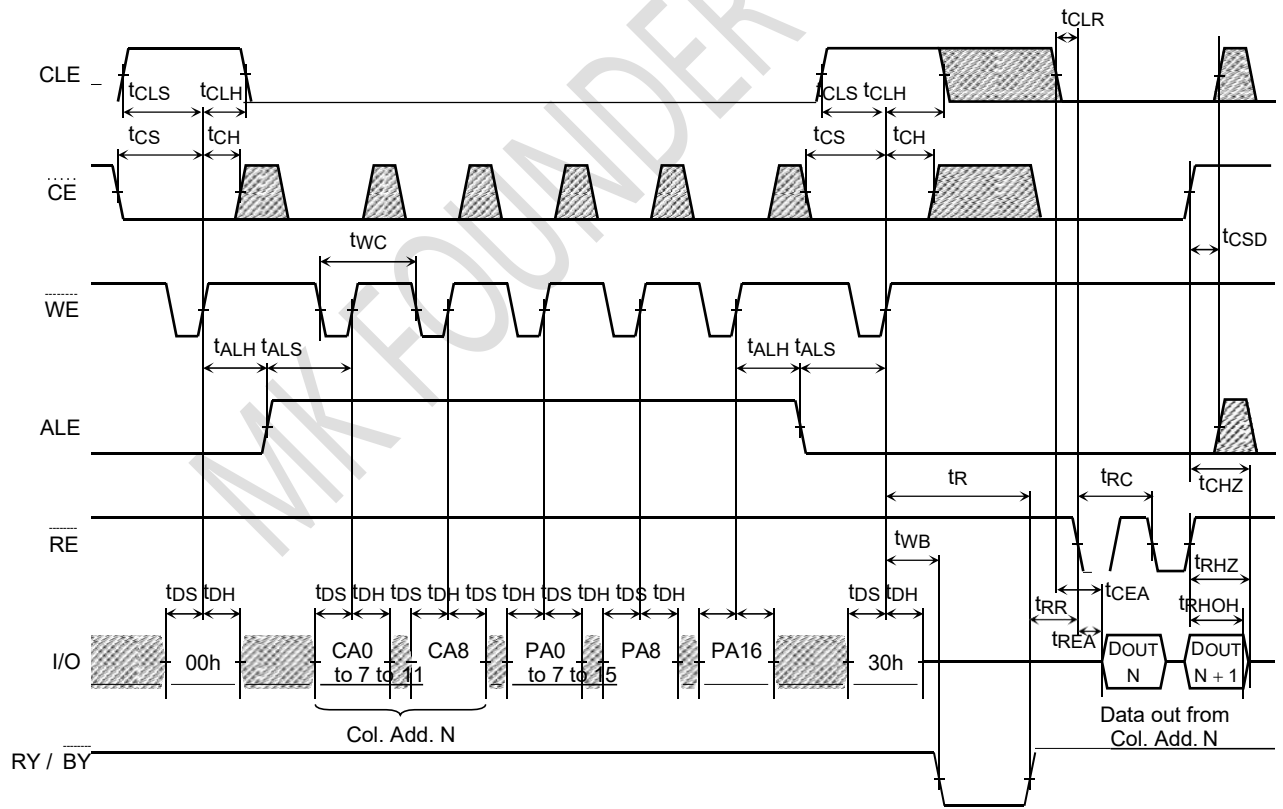 MK FOUNDER
tCLR
CLE
tCLS tCLH tCLS tCLH
tCS tCH tCS tCH
CE
tWC tCSD
WE
tALH tALS tALH tALS
ALE
tR tRC tCHZ
RE
tWB
tDS tDH tDS tDH tDS tDH tDS tDH tDS tDH tDS tDH tRHZ
tCEA
tRR tRHOH
tREA
I/O 00h CA0 CA8 PA0 PA8 PA16 30h DOUT DOUT
to 7 to 11 to 7 to 15 N N + 1
Col. Add. N Data out from
Col. Add. N
RY / BY